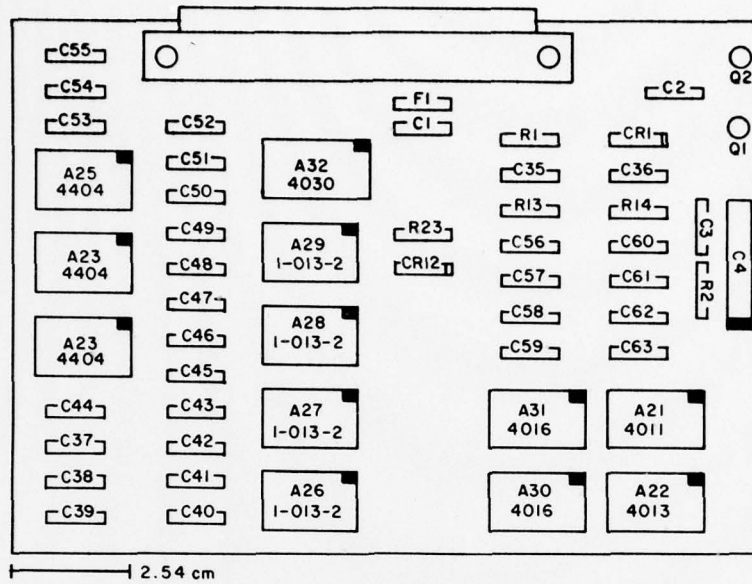 C55
C54
C53
A25
4404
A23
4404
A23
4404
C44
C37
C38
C39
C52
C51
C50
C49
C48
C47
C46
C45
C43
C42
C41
C40
A32
4030
A29
1-013-2
A28
1-013-2
A27
1-013-2
A26
1-013-2
F1
C1
R23
CR12
R1
C35
R13
C56
C57
C58
C59
A31
4016
A30
4016
C2
CR1
C36
R14
C60
C61
C62
C63
A21
4011
A22
4013
Q2
Q1
C3
R2
C4
2.54 cm